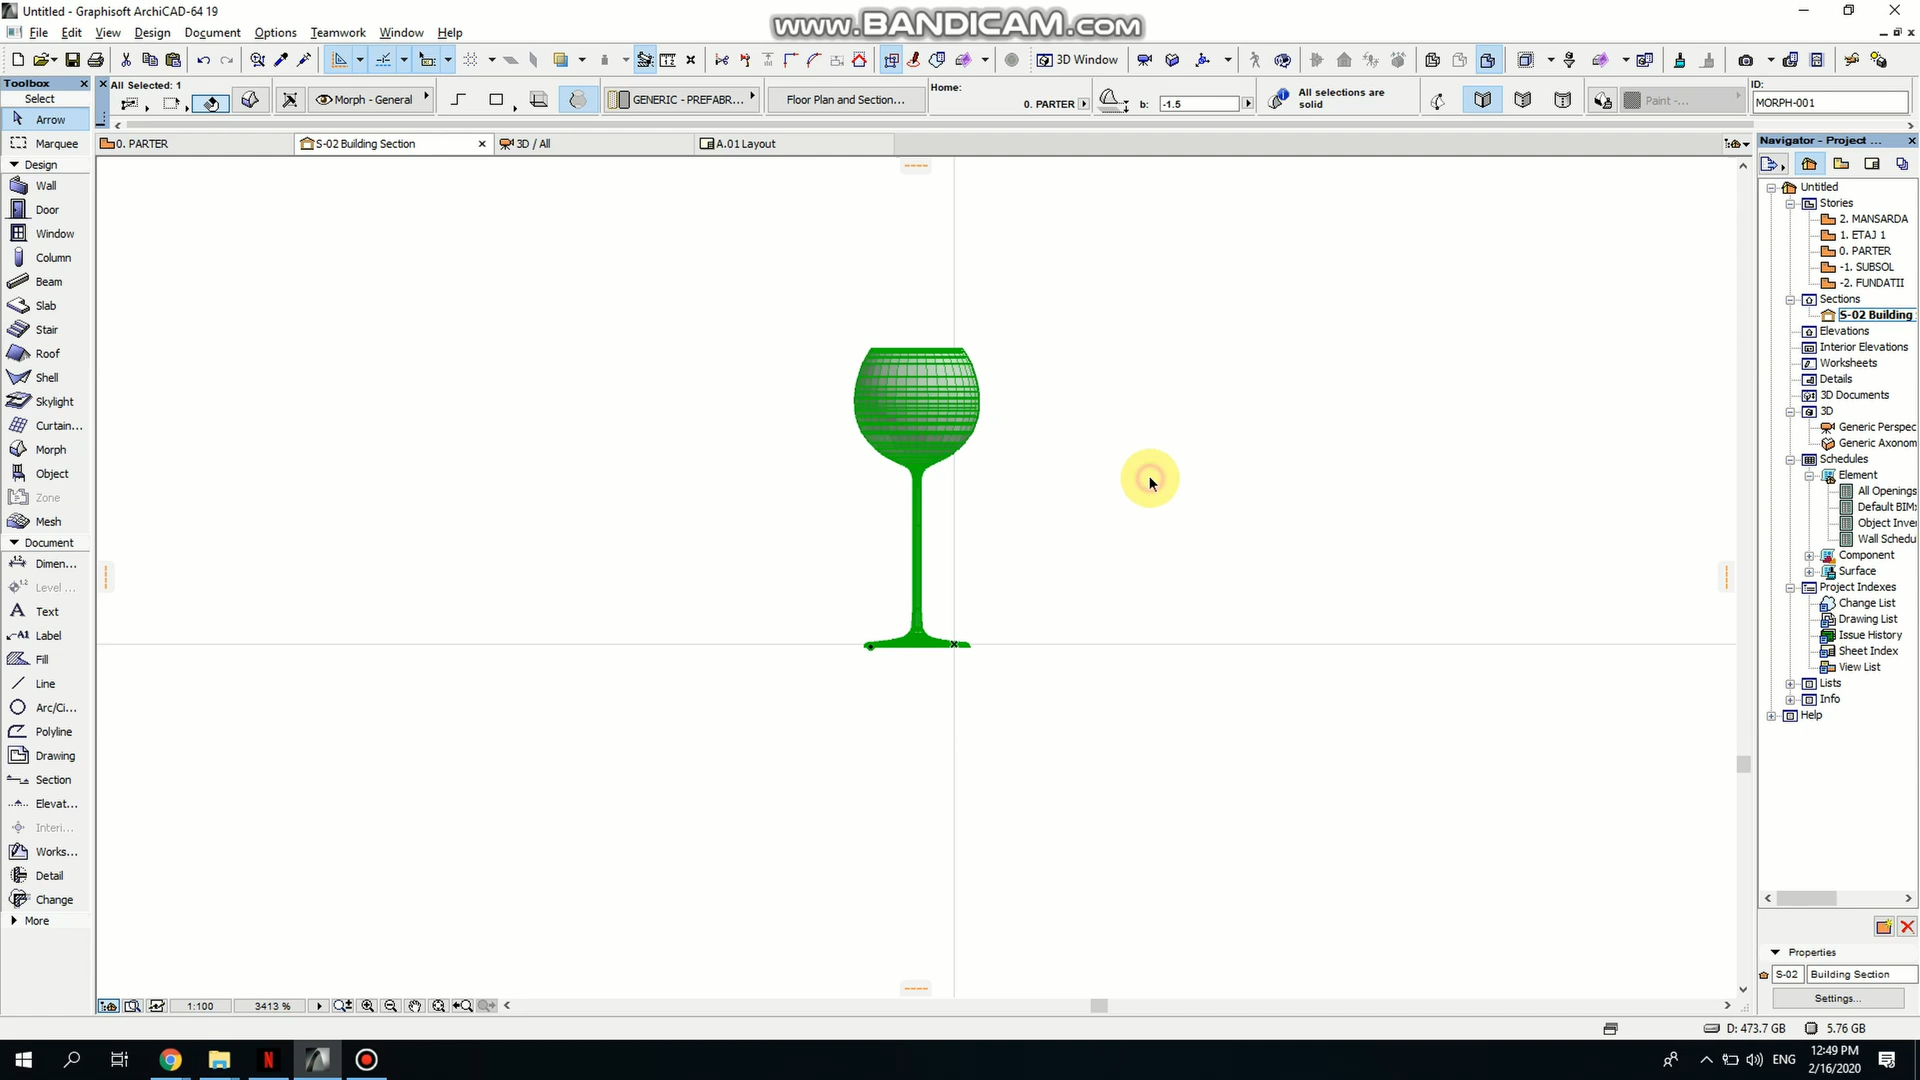 Untitled - Graphisoft ArchiCAD-64 19
www.BANDICAM.com
File Edit View Design Document Options Teamwork Window Help
3D Window
Toolbox
Select
Arrow
Marquee
Design
Wall
Door
Window
Column
Beam
Slab
Stair
Roof
Shell
Skylight
Curtain...
Morph
Object
Zone
Mesh
Document
Dimen...
Level ...
Text
Label
Fill
Line
Arc/Ci...
Polyline
Drawing
Section
Elevat...
Interi...
Works...
Detail
Change
More
All Selected: 1
Morph - General
GENERIC - PREFABR...
Floor Plan and Section...
Home:
0. PARTER
b: -1.5
All selections are
solid
Paint -...
ID:
MORPH-001
0. PARTER
S-02 Building Section
3D / All
A.01 Layout
Navigator - Project ...
Untitled
Stories
2. MANSARDA
1. ETAJ 1
0. PARTER
-1. SUBSOL
-2. FUNDATII
Sections
S-02 Building
Elevations
Interior Elevations
Worksheets
Details
3D Documents
3D
Generic Perspec
Generic Axonom
Schedules
Element
All Openings
Default BIM
Object Inve
Wall Schedu
Component
Surface
Project Indexes
Change List
Drawing List
Issue History
Sheet Index
View List
Lists
Info
Help
Properties
S-02 Building Section
Settings...
1:100 3413 %
D: 473.7 GB 5.76 GB
ENG
12:49 PM
2/16/2020